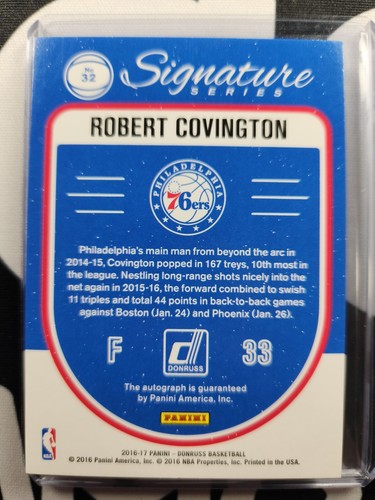 No
32
Signature
SERIES
ROBERT COVINGTON
PHILADELPHIA
76ers
Philadelphia's main man from beyond the arc in
2014-15, Covington popped in 167 treys, 10th most in
the league. Nestling long-range shots nicely into the
net again in 2015-16, the forward combined to swish
11 triples and total 44 points in back-to-back games
against Boston (Jan. 24) and Phoenix (Jan. 26).
F
DONRUSS
33
The autograph is guaranteed
by Panini America, Inc.
PANINI
2016-17 PANINI - DONRUSS BASKETBALL
© 2016 Panini America, Inc. © 2016 NBA Properties, Inc. Printed in the USA.
NBA